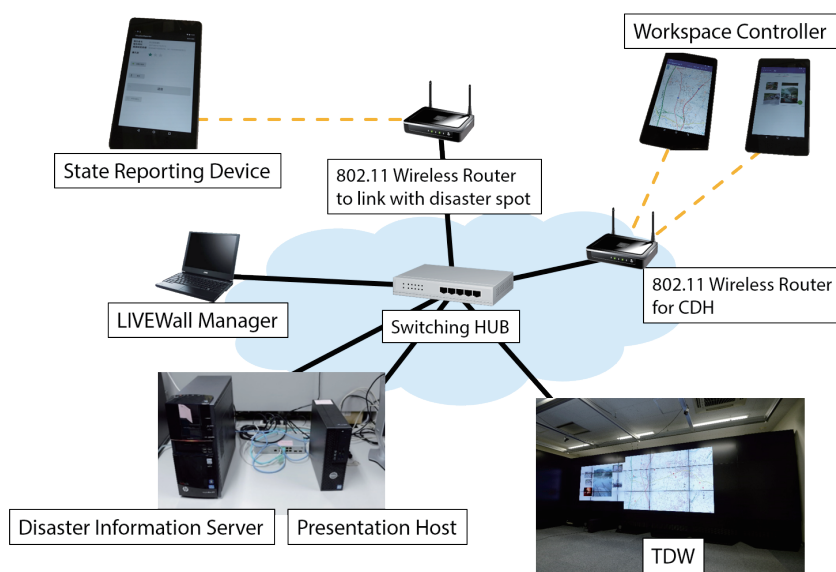 Workspace Controller
State Reporting Device
802.11 Wireless Router
to link with disaster spot
802.11 Wireless Router
for CDH
LIVEWall Manager
Switching HUB
Disaster Information Server
Presentation Host
TDW